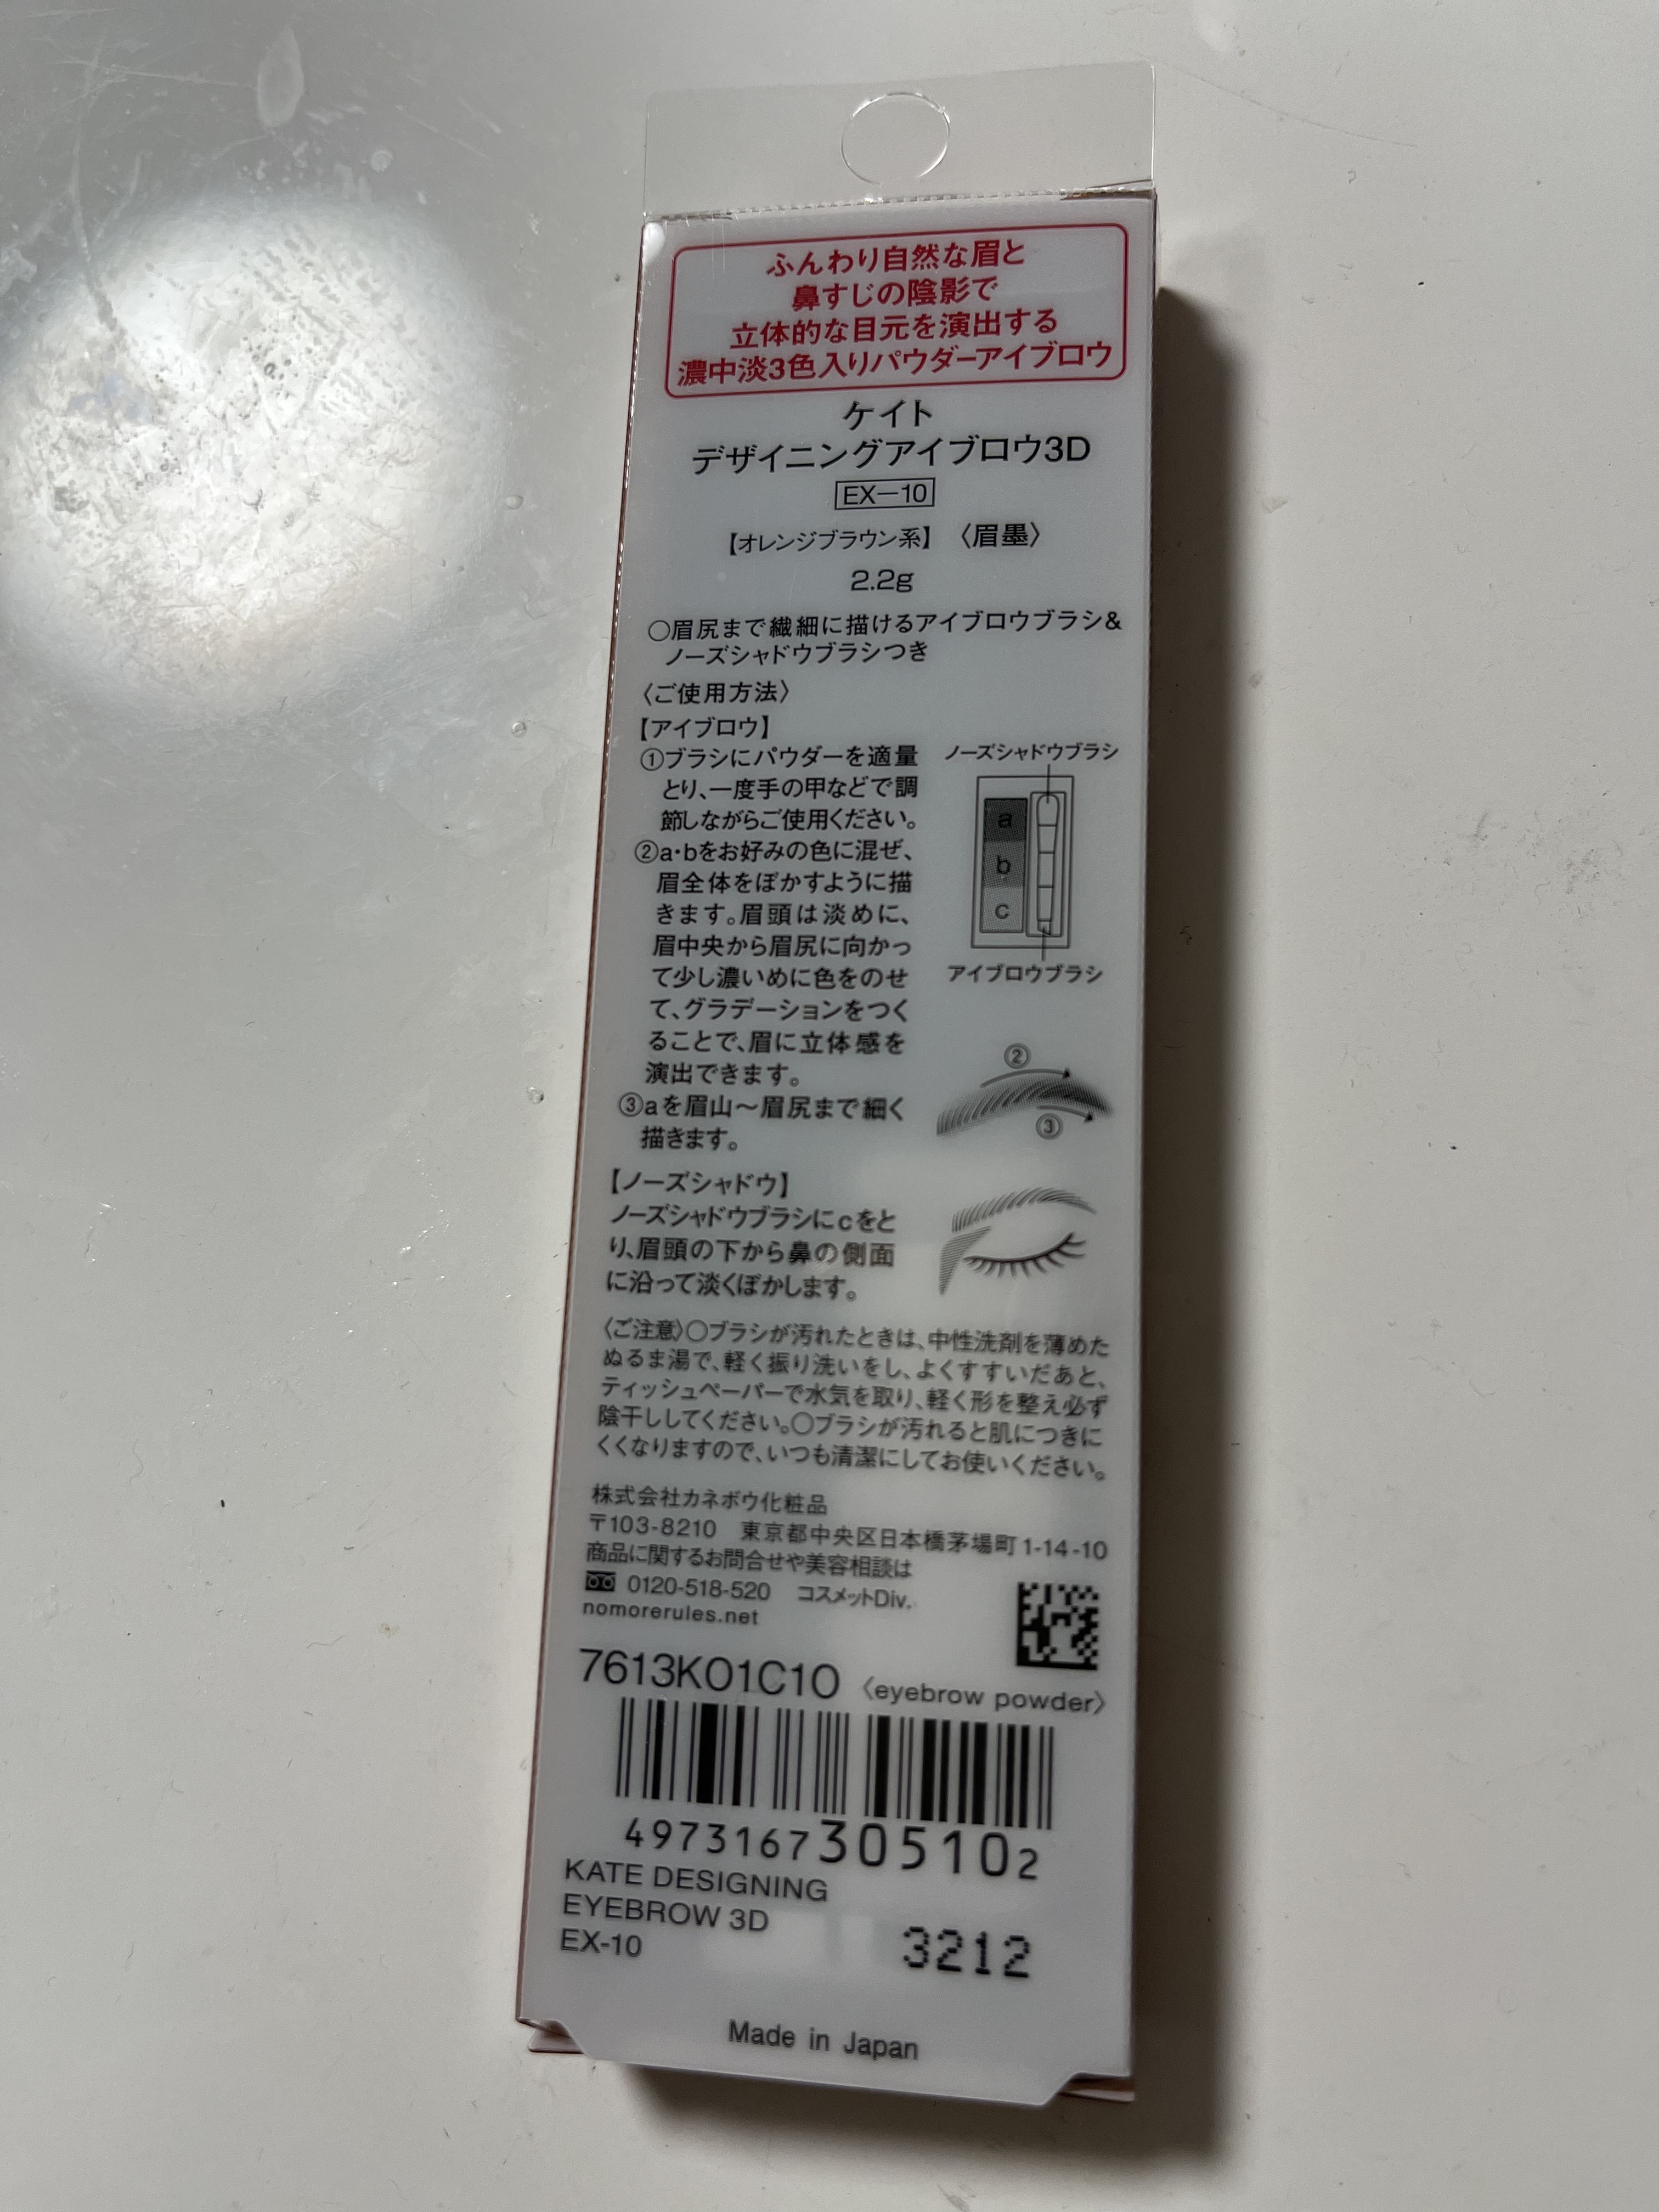 ふんわり自然な眉と
鼻すじの陰影で
立体的な目元を演出する
濃中淡3色入りパウダーアイブロウ
ケイト
デザイニングアイブロウ3D
EX-10
【オレンジブラウン系】〈眉墨〉
2.2g
○眉尻まで繊細に描けるアイブロウブラシ&
ノーズシャドウブラシつき
〈ご使用方法〉
【アイブロウ】
①ブラシにパウダーを適量
とり、一度手の甲などで調
節しながらご使用ください。
②a・bをお好みの色に混ぜ、
眉全体をぼかすように描
きます。眉頭は淡めに、
眉中央から眉尻に向かっ
て少し濃いめに色をのせ
て、グラデーションをつく
ることで、眉に立体感を
演出できます。
③aを眉山〜眉尻まで細く
描きます。
ノーズシャドウブラシ
a
b
c
アイブロウブラシ
②
③
【ノーズシャドウ】
ノーズシャドウブラシにcをと
り、眉頭の下から鼻の側面
に沿って淡くぼかします。
〈ご注意〉○ブラシが汚れたときは、中性洗剤を薄めた
ぬるま湯で、軽く振り洗いをし、よくすすいだあと、
ティッシュペーパーで水気を取り、軽く形を整え必ず
陰干ししてください。○ブラシが汚れると肌につきに
くくなりますので、いつも清潔にしてお使いください。
株式会社カネボウ化粧品
〒103-8210 東京都中央区日本橋茅場町1-14-10
商品に関するお問合せや美容相談は
0120-518-520 コスメットDiv.
nomorerules.net
7613K01C10 〈eyebrow powder〉
4973167305102
KATE DESIGNING
EYEBROW 3D
EX-10
3212
Made in Japan